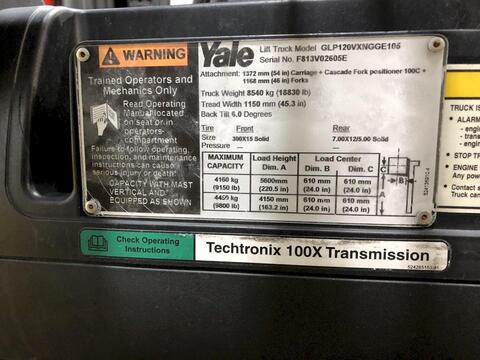 WARNING
Trained Operators and
Mechanics Only
Read Operating
Manual located
on seat or in
operators-
compartment
Failure to follow operating,
inspection, and maintenance
instructions can cause
serious injury or death!
CAPACITY WITH MAST
VERTICAL AND
EQUIPPED AS SHOWN
Yale
Lift Truck Model GLP120VXNGGE105
Serial No. F813V02605E
Attachment: 1372 mm (54 in) Carriage + Cascade Fork positioner 100C +
1168 mm (46 in) Forks
Truck Weight 8540 kg (18830 lb)
Tread Width 1150 mm (45.3 in)
Back Tilt 6.0 Degrees
Tire Front Rear
Size 300X15 Solid 7.00X12/5.00 Solid
Pressure — —
MAXIMUM CAPACITY Load Height Dim. A Load Center Dim. B Dim. C
4160 kg (9150 lb) 5600mm (220.5 in) 610 mm (24.0 in) 610 mm (24.0 in)
4450 kg (9800 lb) 4150 mm (163.2 in) 610 mm (24.0 in) 610 mm (24.0 in)
C
B
A
TRUCK IS
ALARM
- engi
- trans
STOP TR
ENGINE
Contact s
Truck can
Check Operating
Instructions
Techtronix 100X Transmission